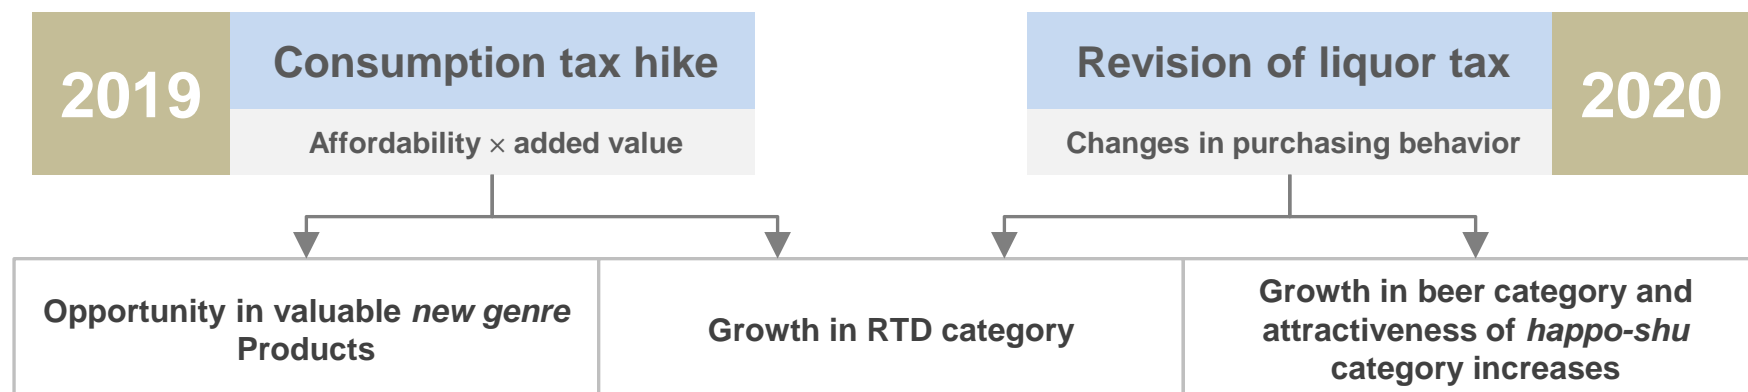 2019
Consumption tax hike
Affordability × added value
Revision of liquor tax
Changes in purchasing behavior
2020
Opportunity in valuable new genre
Products
Growth in RTD category
Growth in beer category and
attractiveness of happo-shu
category increases